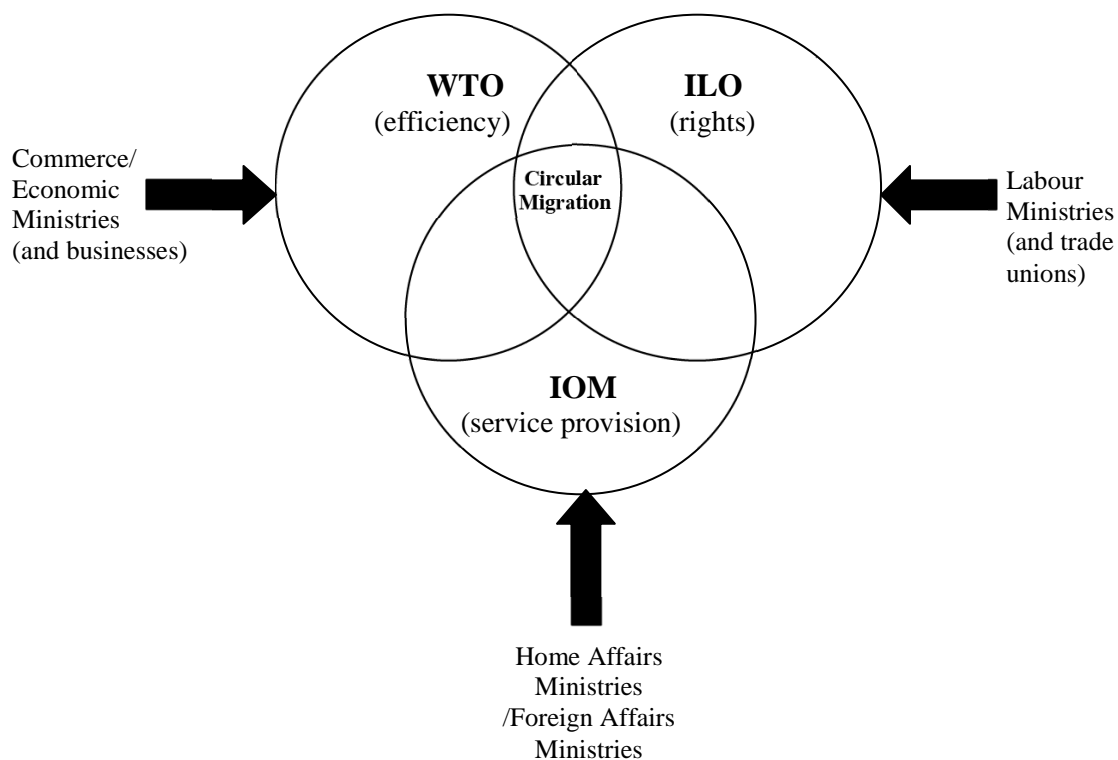 WTO
(efficiency)
ILO
(rights)
Circular
Migration
Commerce/
Economic
Ministries
(and businesses)
Labour
Ministries
(and trade
unions)
IOM
(service provision)
Home Affairs
Ministries
/Foreign Affairs
Ministries